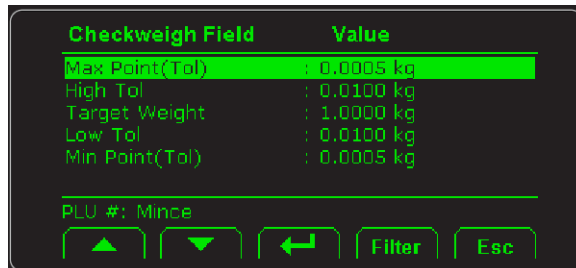 Checkweigh Field Value
Max Point(Tol) : 0.0005 kg
High Tol : 0.0100 kg
Target Weight : 1.0000 kg
Low Tol : 0.0100 kg
Min Point(Tol) : 0.0005 kg
PLU #: Mince
Filter Esc